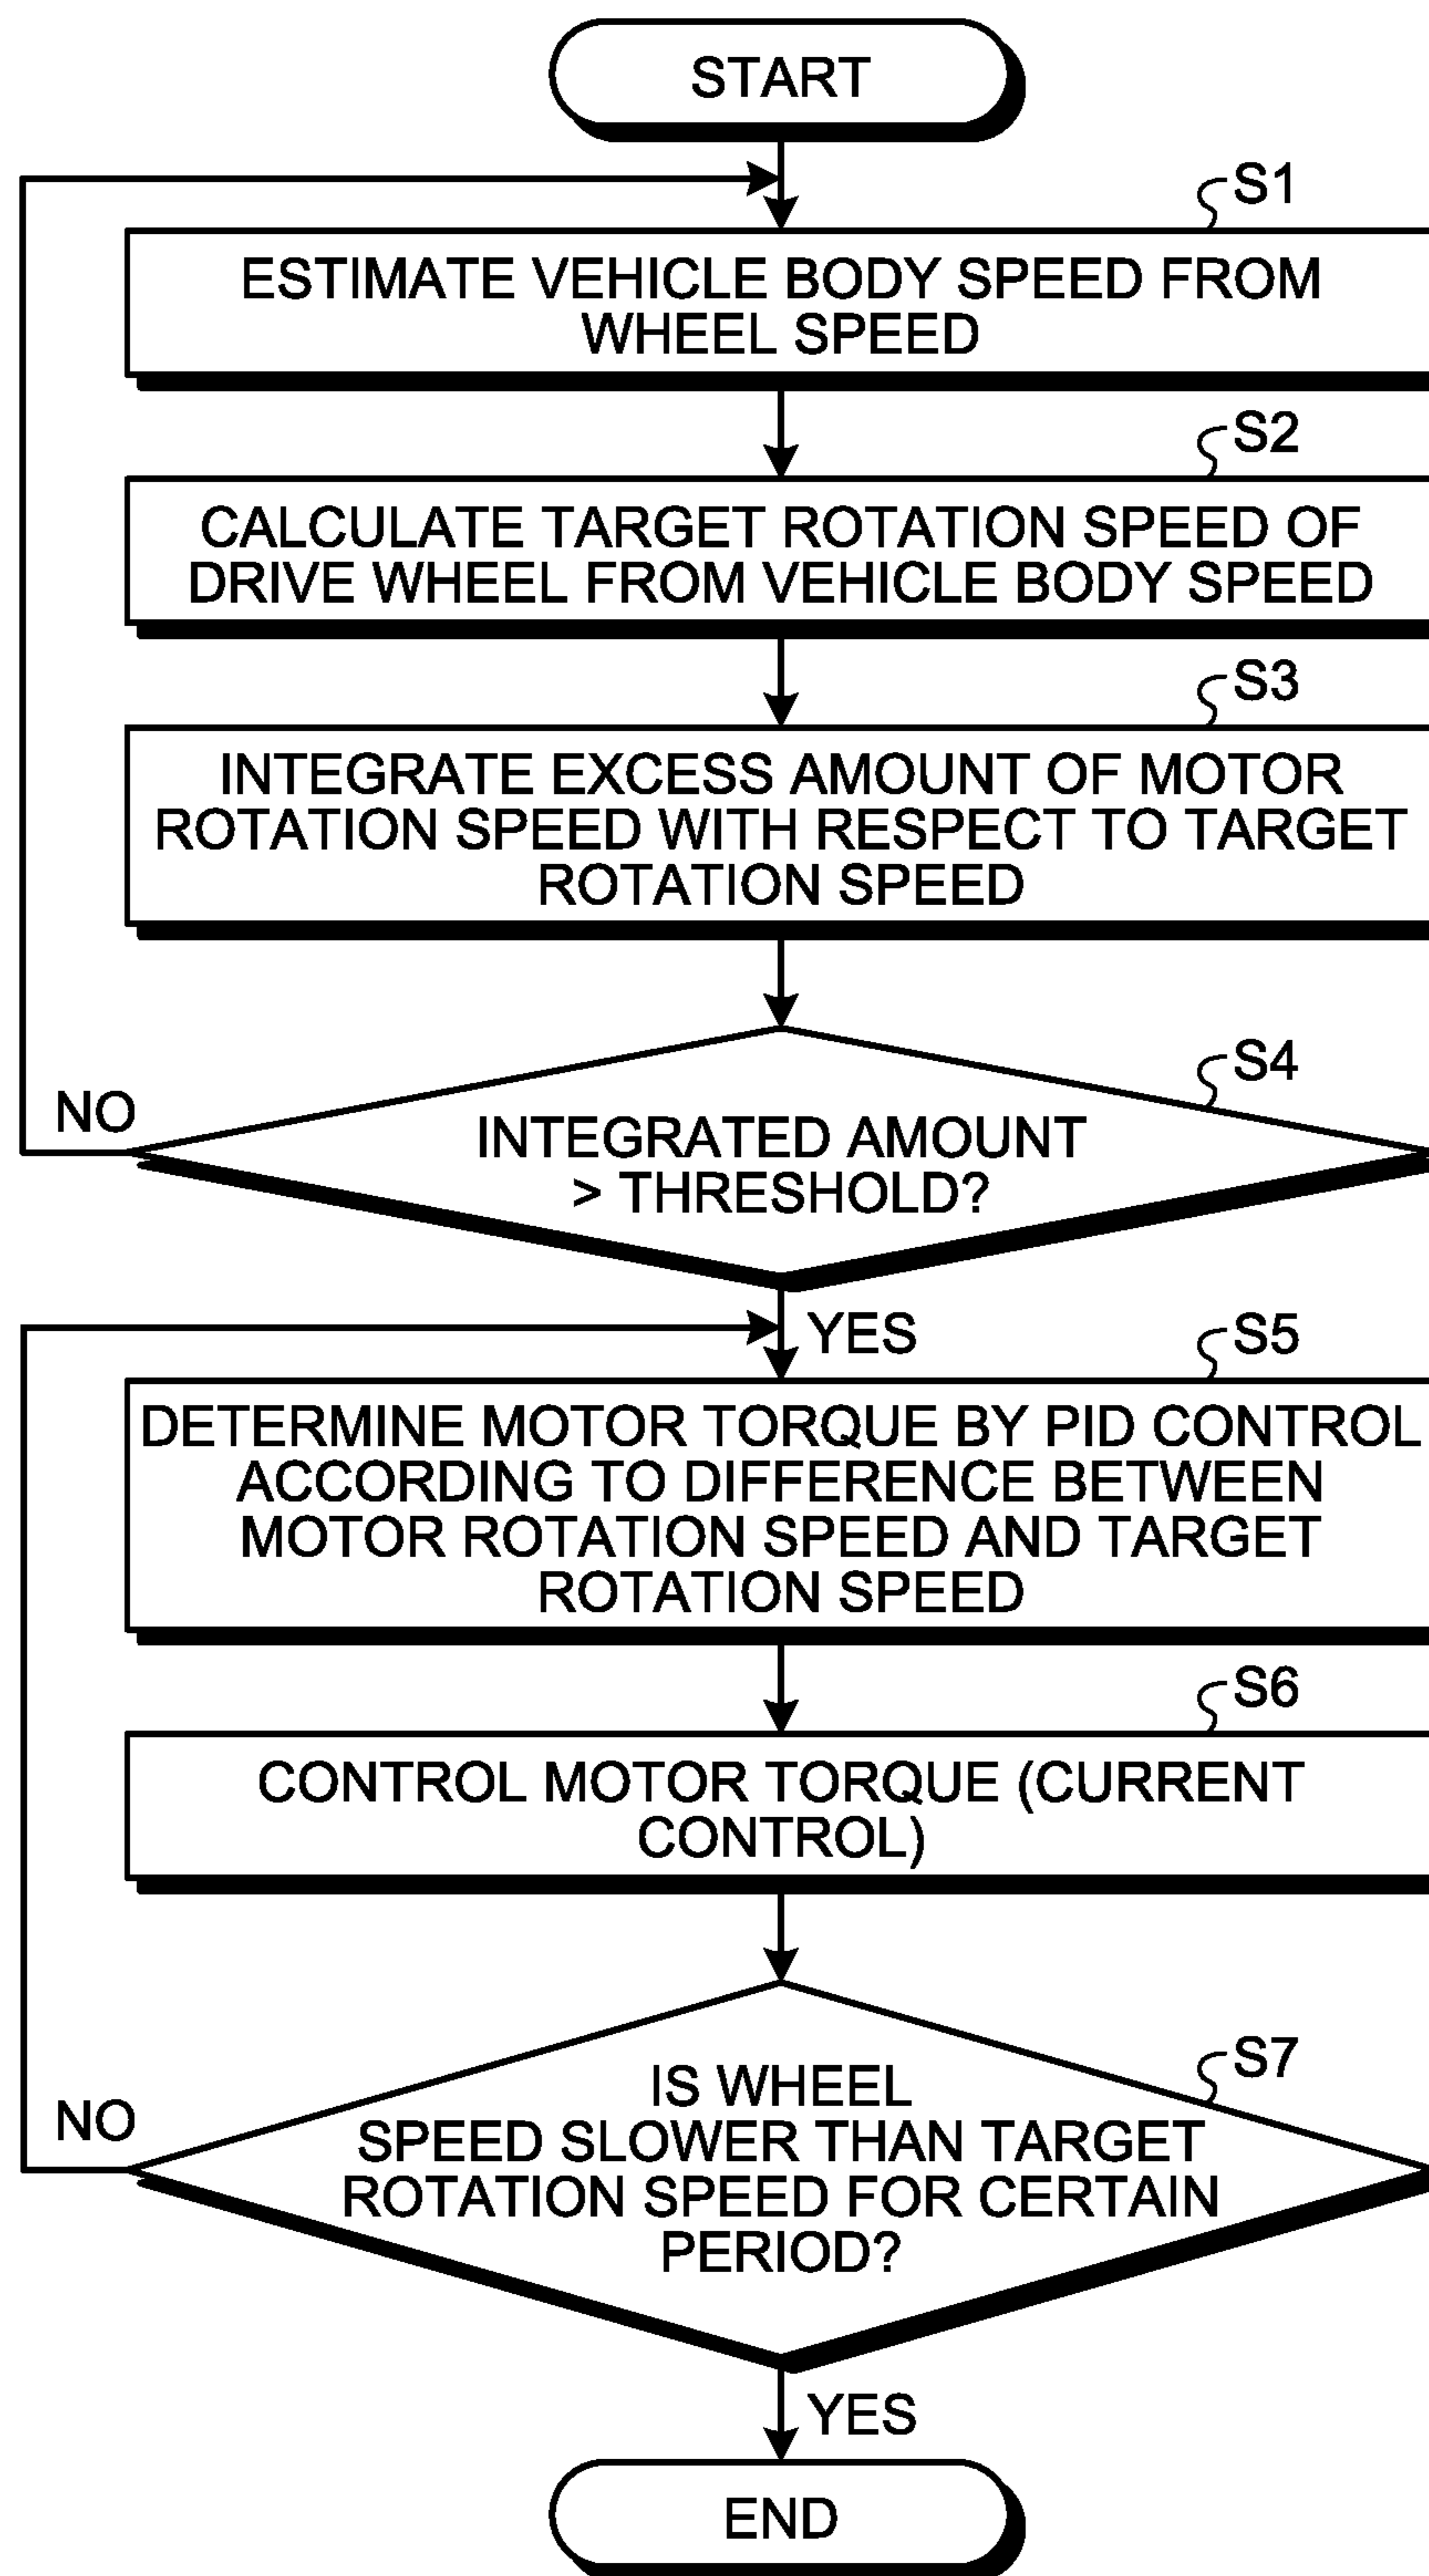 START
S1
ESTIMATE VEHICLE BODY SPEED FROM
WHEEL SPEED
S2
CALCULATE TARGET ROTATION SPEED OF
DRIVE WHEEL FROM VEHICLE BODY SPEED
S3
INTEGRATE EXCESS AMOUNT OF MOTOR
ROTATION SPEED WITH RESPECT TO TARGET
ROTATION SPEED
S4
NO
INTEGRATED AMOUNT
> THRESHOLD?
YES
S5
DETERMINE MOTOR TORQUE BY PID CONTROL
ACCORDING TO DIFFERENCE BETWEEN
MOTOR ROTATION SPEED AND TARGET
ROTATION SPEED
S6
CONTROL MOTOR TORQUE (CURRENT
CONTROL)
S7
NO
IS WHEEL
SPEED SLOWER THAN TARGET
ROTATION SPEED FOR CERTAIN
PERIOD?
YES
END